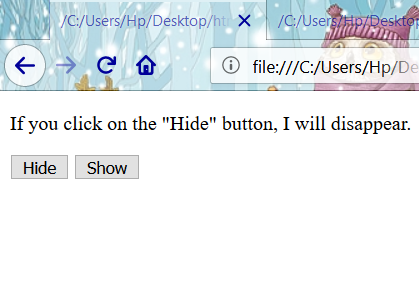 /C:/Users/Hp/Desktop/ht
/C:/Users/Hp/Desktop
file:///C:/Users/Hp/De
If you click on the "Hide" button, I will disappear.
Hide Show